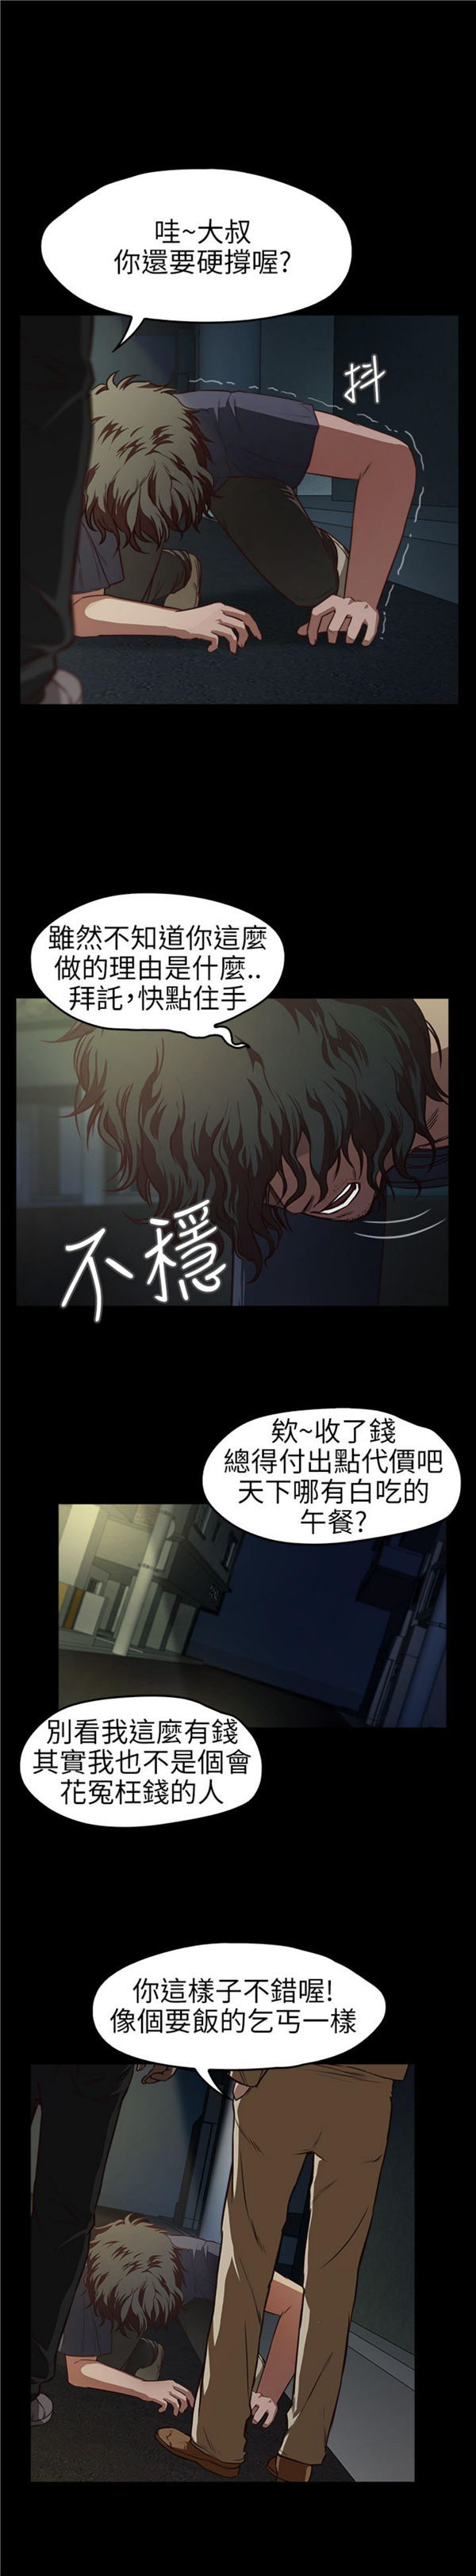 哇~大叔
你還要硬撐喔?
抖
雖然不知道你這麼
做的理由是什麼..
拜託,快點住手
不穩
欸~收了錢
總得付出點代價吧
天下哪有白吃的
午餐?
別看我這麼有錢
其實我也不是個會
花冤枉錢的人
你這樣子不錯喔!
像個要飯的乞丐一樣